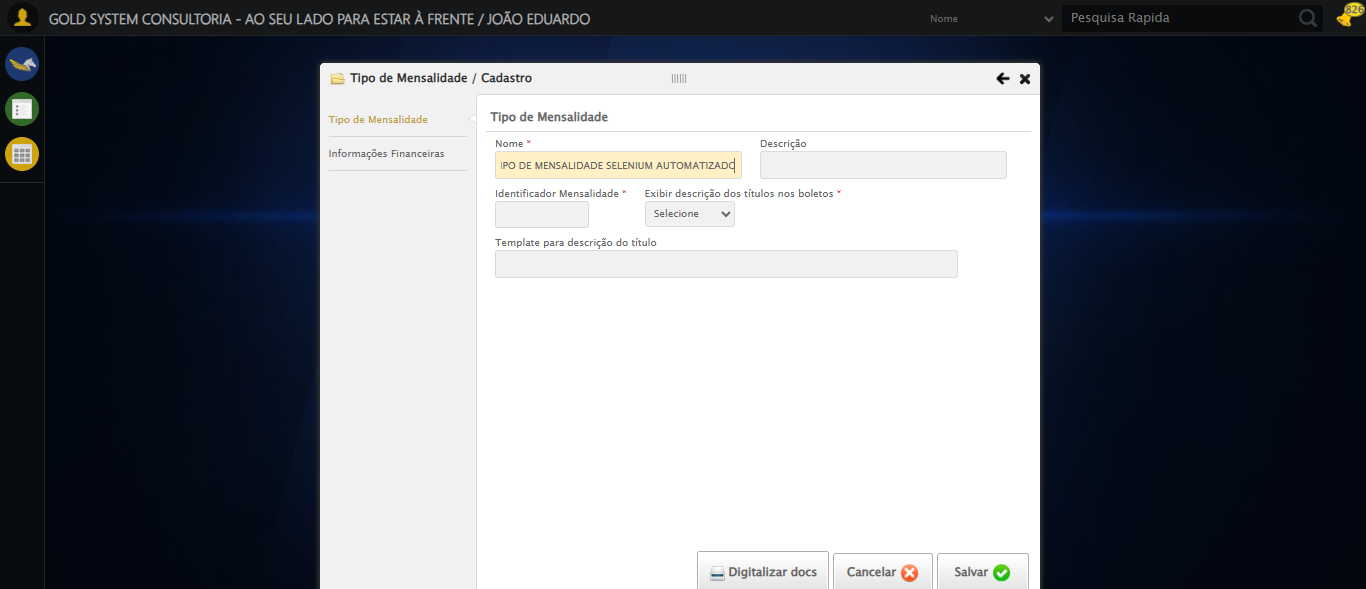 GOLD SYSTEM CONSULTORIA - AO SEU LADO PARA ESTAR À FRENTE / JOÃO EDUARDO
Nome
Pesquisa Rapida
826
Tipo de Mensalidade / Cadastro
Tipo de Mensalidade
Informações Financeiras
Tipo de Mensalidade
Nome *
Descrição
IPO DE MENSALIDADE SELENIUM AUTOMATIZADO
Identificador Mensalidade *
Exibir descrição dos títulos nos boletos *
Selecione
Template para descrição do título
Digitalizar docs
Cancelar
Salvar